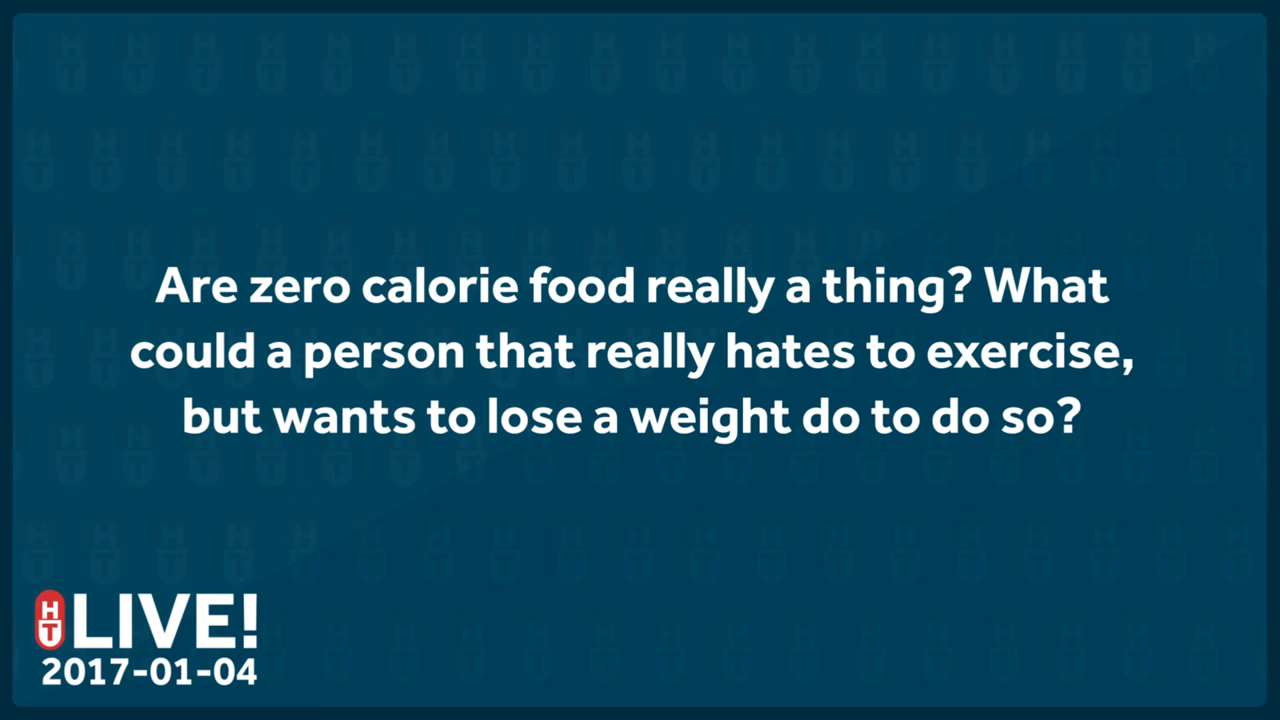 Are zero calorie food really a thing? What
could a person that really hates to exercise,
but wants to lose a weight do to do so?
HT LIVE!
2017-01-04